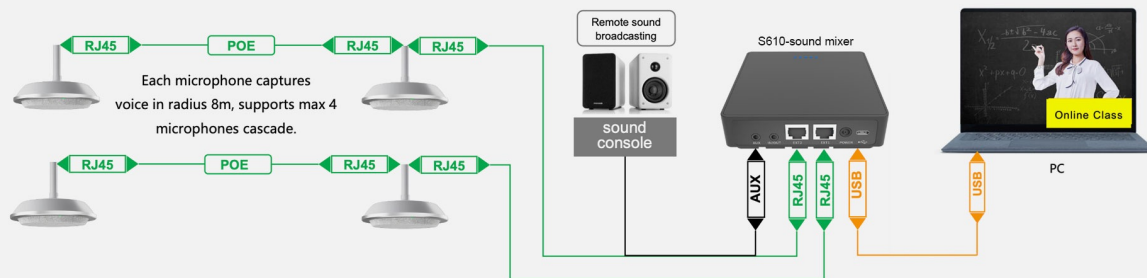 RJ45
POE
RJ45
RJ45
Each microphone captures
voice in radius 8m, supports max 4
microphones cascade.
RJ45
POE
RJ45
RJ45
Remote sound
broadcasting
sound
console
S610-sound mixer
AUX
RJ45
RJ45
USB
USB
Online Class
PC